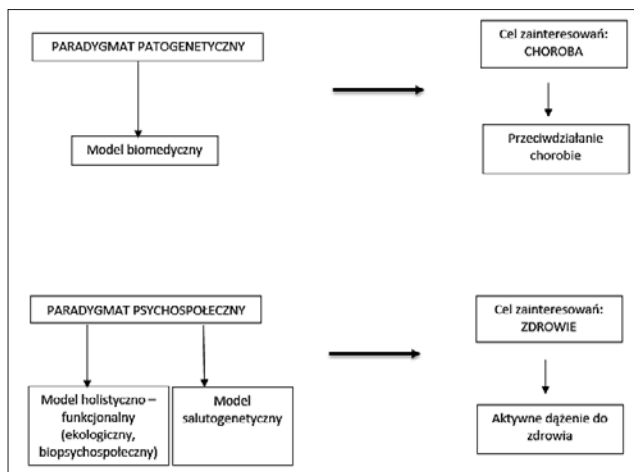 PARADYGMAT PATOGENETYCZNY
Model biomedyczny
Cel zainteresowań:
CHOROBA
Przeciwdziałanie
chorobie
PARADYGMAT PSYCHOSPOŁECZNY
Model holistyczno –
funkcjonalny
(ekologiczny,
biopsychospołeczny)
Model
salutogenetyczny
Cel zainteresowań:
ZDROWIE
Aktywne dążenie do
zdrowia